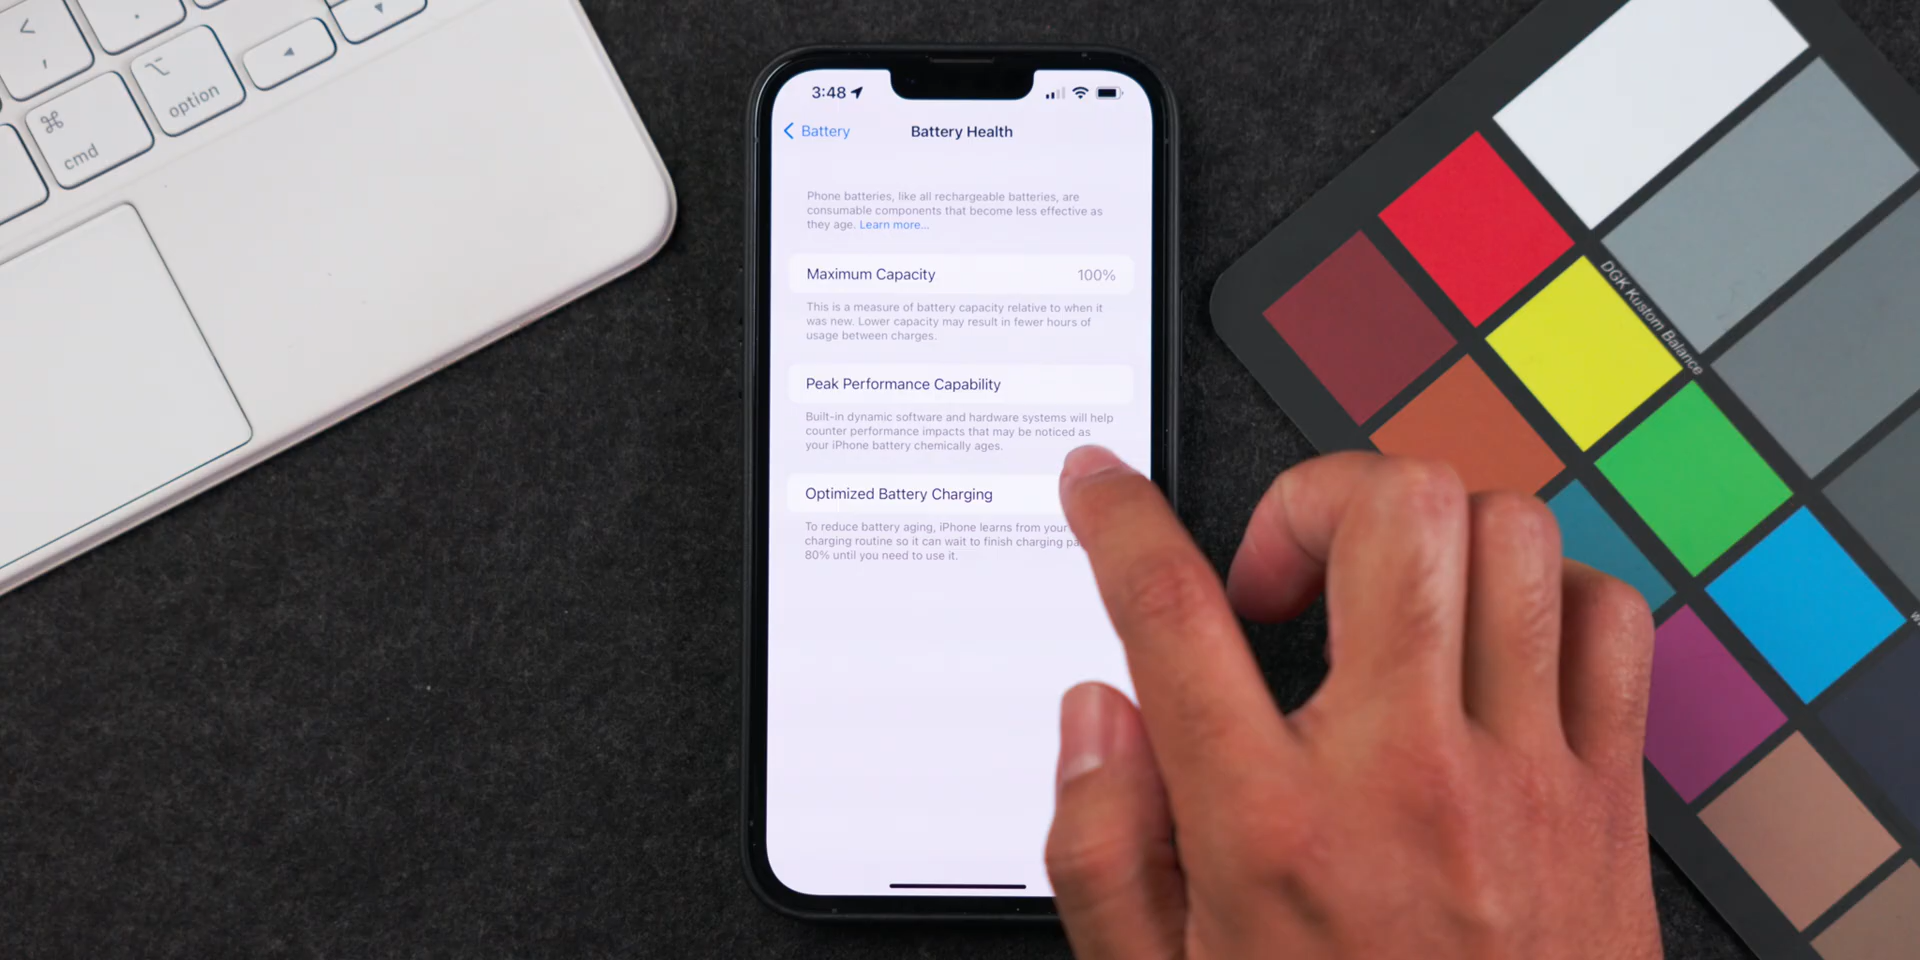 <
,
⌘
cmd
⌥
option
◀
▼
3:48
Battery
Battery Health
Phone batteries, like all rechargeable batteries, are
consumable components that become less effective as
they age. Learn more...
Maximum Capacity 100%
This is a measure of battery capacity relative to when it
was new. Lower capacity may result in fewer hours of
usage between charges.
Peak Performance Capability
Built-in dynamic software and hardware systems will help
counter performance impacts that may be noticed as
your iPhone battery chemically ages.
Optimized Battery Charging
To reduce battery aging, iPhone learns from your
charging routine so it can wait to finish charging
80% until you need to use it.
DGK Kustom Balance